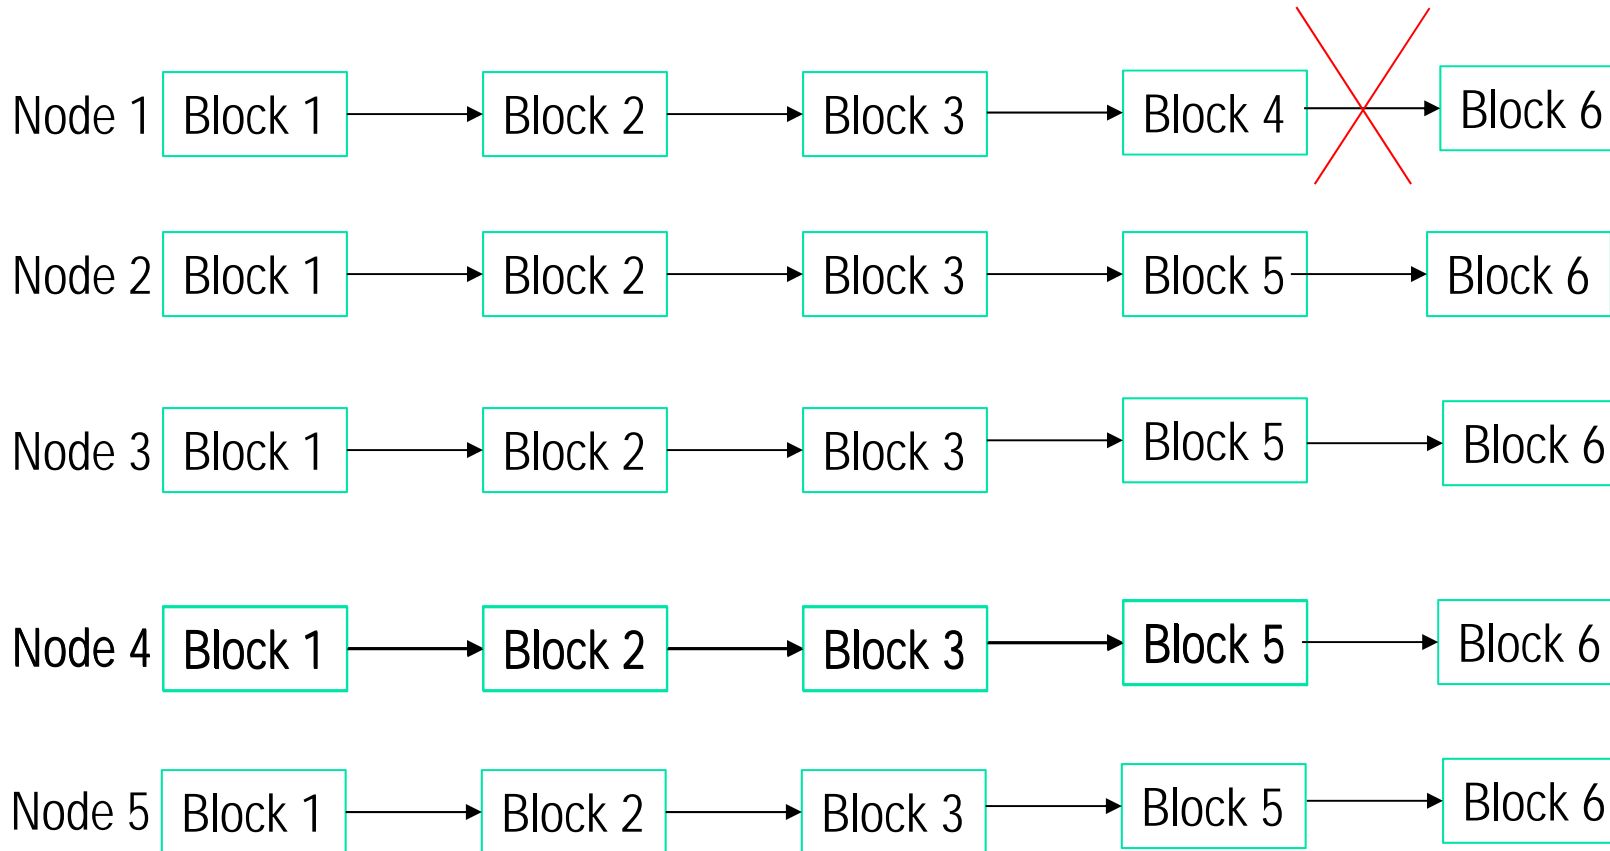 Node 1 Block 1 Block 2 Block 3 Block 4 Block 6
Node 2 Block 1 Block 2 Block 3 Block 5 Block 6
Node 3 Block 1 Block 2 Block 3 Block 5 Block 6
Node 4 Block 1 Block 2 Block 3 Block 5 Block 6
Node 5 Block 1 Block 2 Block 3 Block 5 Block 6